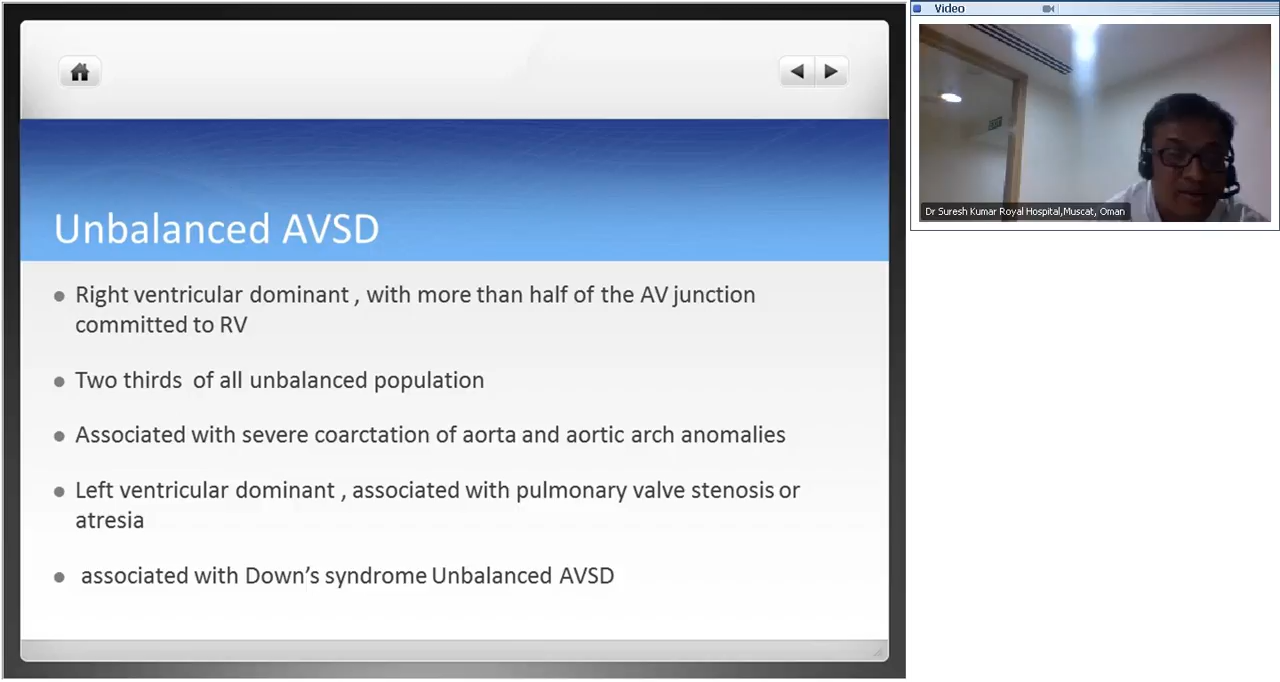 Unbalanced AVSD
Right ventricular dominant , with more than half of the AV junction
committed to RV
Two thirds of all unbalanced population
Associated with severe coarctation of aorta and aortic arch anomalies
Left ventricular dominant , associated with pulmonary valve stenosis or
atresia
associated with Down's syndrome Unbalanced AVSD
Video
Dr Suresh Kumar Royal Hospital,Muscat, Oman